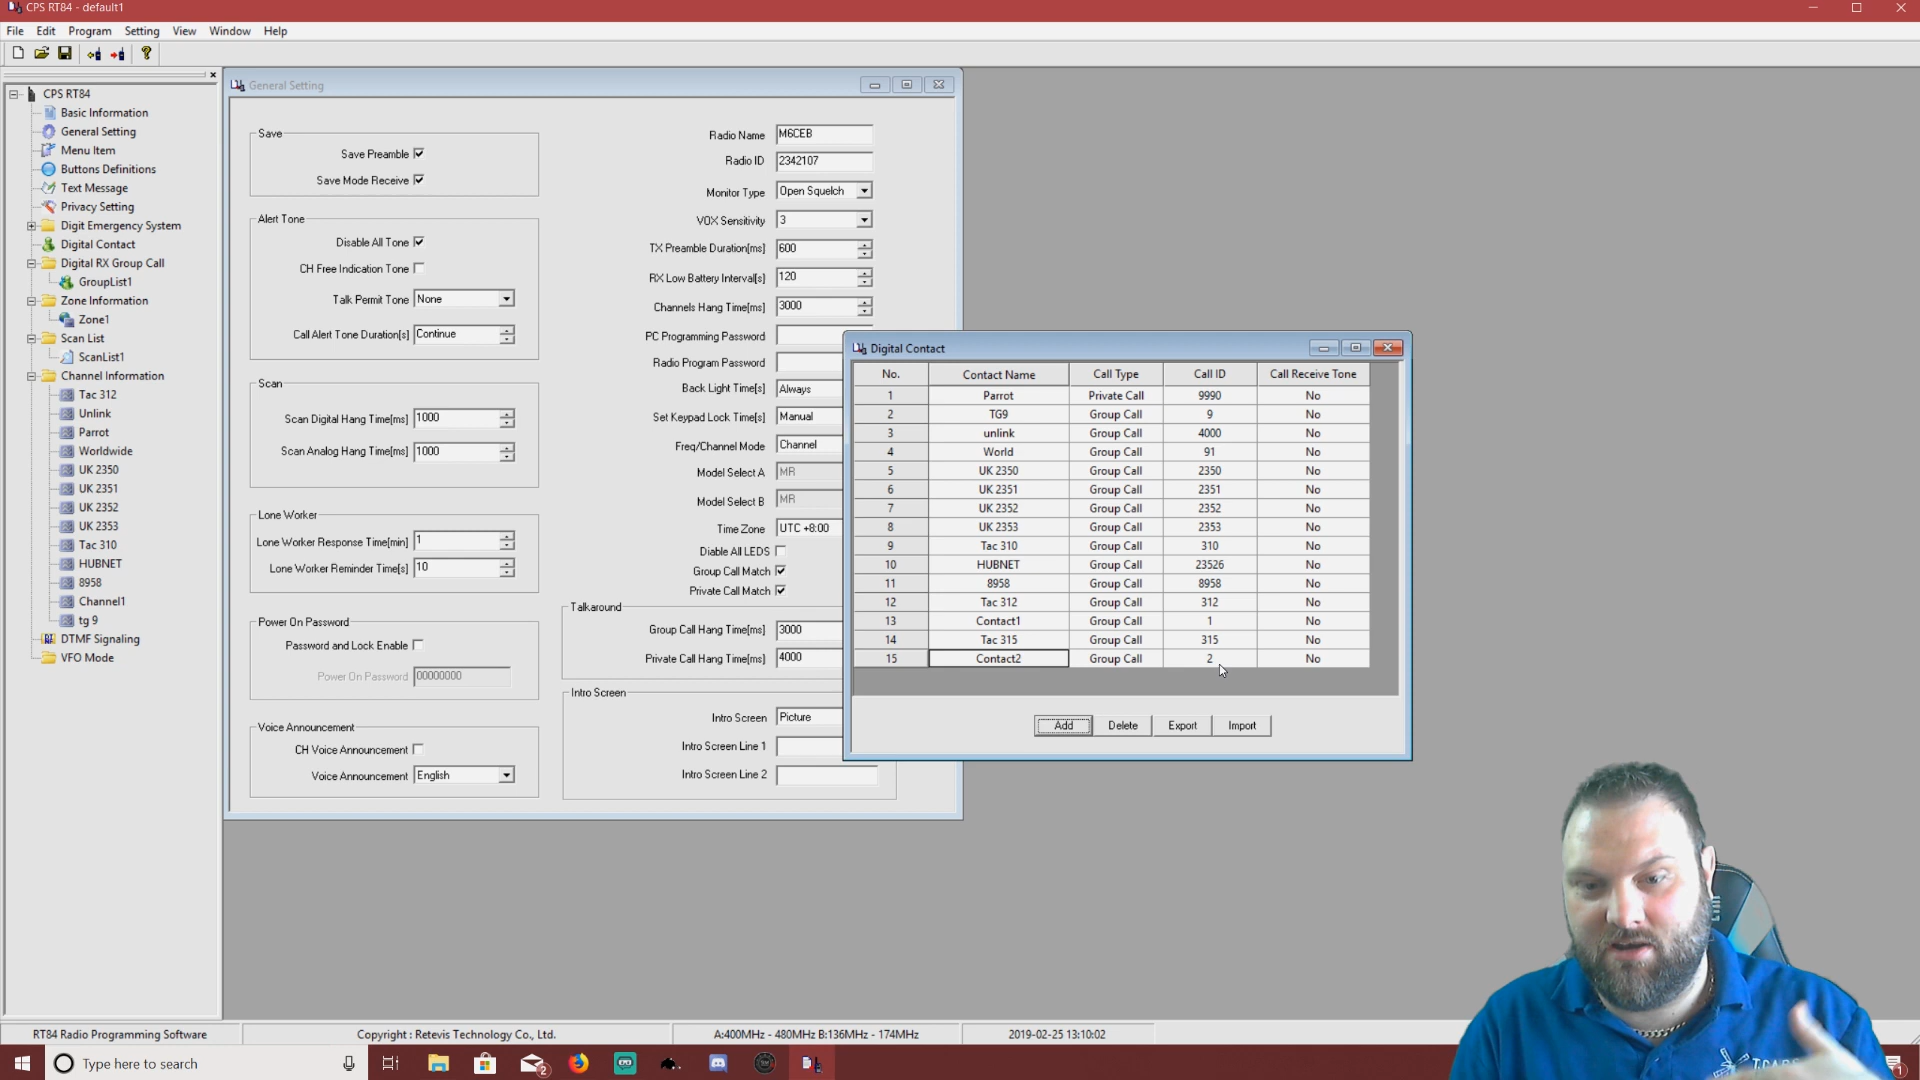 CPS RT84 - default1
File Edit Program Setting View Window Help
CPS RT84
Basic Information
General Setting
Menu Item
Buttons Definitions
Text Message
Privacy Setting
Digit Emergency System
Digital Contact
Digital RX Group Call
GroupList1
Zone Information
Zone1
Scan List
ScanList1
Channel Information
Tac 312
Unlink
Parrot
Worldwide
UK 2350
UK 2351
UK 2352
UK 2353
Tac 310
HUBNET
8958
Channel1
tg 9
DTMF Signaling
VFO Mode
General Setting
Save
Save Preamble
Save Mode Receive
Alert Tone
Disable All Tone
CH Free Indication Tone
Talk Permit Tone None
Call Alert Tone Duration[s] Continue
Scan
Scan Digital Hang Time[ms] 1000
Scan Analog Hang Time[ms] 1000
Lone Worker
Lone Worker Response Time[min] 1
Lone Worker Reminder Time[s] 10
Power On Password
Password and Lock Enable
Power On Password 00000000
Voice Announcement
CH Voice Announcement
Voice Announcement English
Radio Name M6CEB
Radio ID 2342107
Monitor Type Open Squelch
VOX Sensitivity 3
TX Preamble Duration[ms] 600
RX Low Battery Interval[s] 120
Channels Hang Time[ms] 3000
PC Programming Password
Radio Program Password
Back Light Time[s] Always
Set Keypad Lock Time[s] Manual
Freq/Channel Mode Channel
Model Select A MR
Model Select B MR
Time Zone UTC +8:00
Diable All LEDS
Group Call Match
Private Call Match
Talkaround
Group Call Hang Time[ms] 3000
Private Call Hang Time[ms] 4000
Intro Screen
Intro Screen Picture
Intro Screen Line 1
Intro Screen Line 2
Digital Contact
No. Contact Name Call Type Call ID Call Receive Tone
1 Parrot Private Call 9990 No
2 TG9 Group Call 9 No
3 unlink Group Call 4000 No
4 World Group Call 91 No
5 UK 2350 Group Call 2350 No
6 UK 2351 Group Call 2351 No
7 UK 2352 Group Call 2352 No
8 UK 2353 Group Call 2353 No
9 Tac 310 Group Call 310 No
10 HUBNET Group Call 23526 No
11 8958 Group Call 8958 No
12 Tac 312 Group Call 312 No
13 Contact1 Group Call 1 No
14 Tac 315 Group Call 315 No
15 Contact2 Group Call 2 No
Add Delete Export Import
RT84 Radio Programming Software Copyright : Retevis Technology Co., Ltd. A:400MHz - 480MHz B:136MHz - 174MHz 2019-02-25 13:10:02
Type here to search 2 1